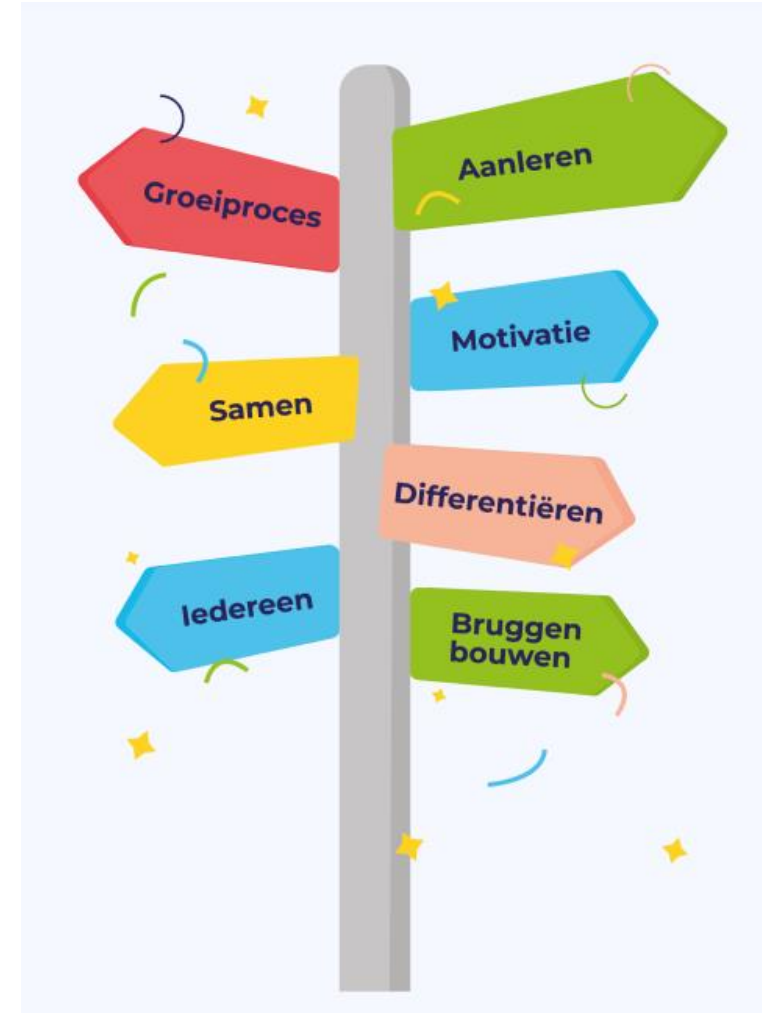 Aanleren
Groeiproces
Motivatie
Samen
Differentiëren
Iedereen
Bruggen
bouwen